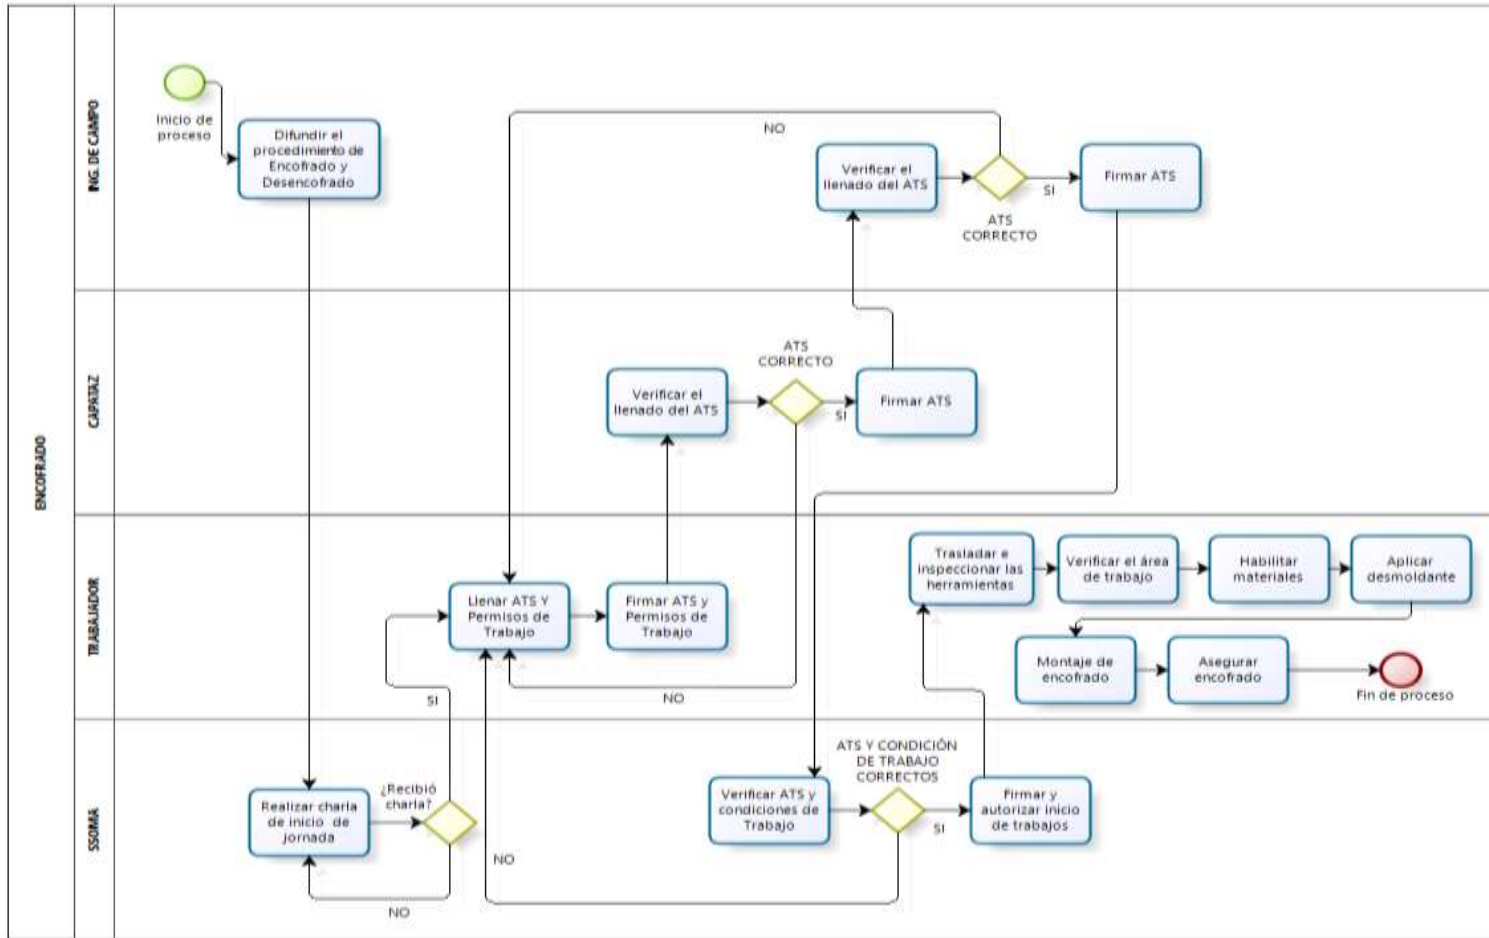 ENCOFRADO
ING. DE CAMPO
Inicio de
proceso
Difundir el
procedimiento de
Encofrado y
Desencofrado
NO
Verificar el
llenado del ATS
ATS
CORRECTO
SI
Firmar ATS
CAPATAZ
Verificar el
llenado del ATS
ATS
CORRECTO
SI
Firmar ATS
TRABAJADOR
Llenar ATS Y
Permisos de
Trabajo
Firmar ATS y
Permisos de
Trabajo
SI
NO
Trasladar e
inspeccionar las
herramientas
Verificar el área
de trabajo
Habilitar
materiales
Aplicar
desmoldante
Montaje de
encofrado
Asegurar
encofrado
Fin de proceso
SSOMA
Realizar charla
de inicio de
jornada
¿Recibió
charla?
NO
NO
Verificar ATS y
condiciones de
Trabajo
ATS Y CONDICIÓN
DE TRABAJO
CORRECTOS
SI
Firmar y
autorizar inicio
de trabajos